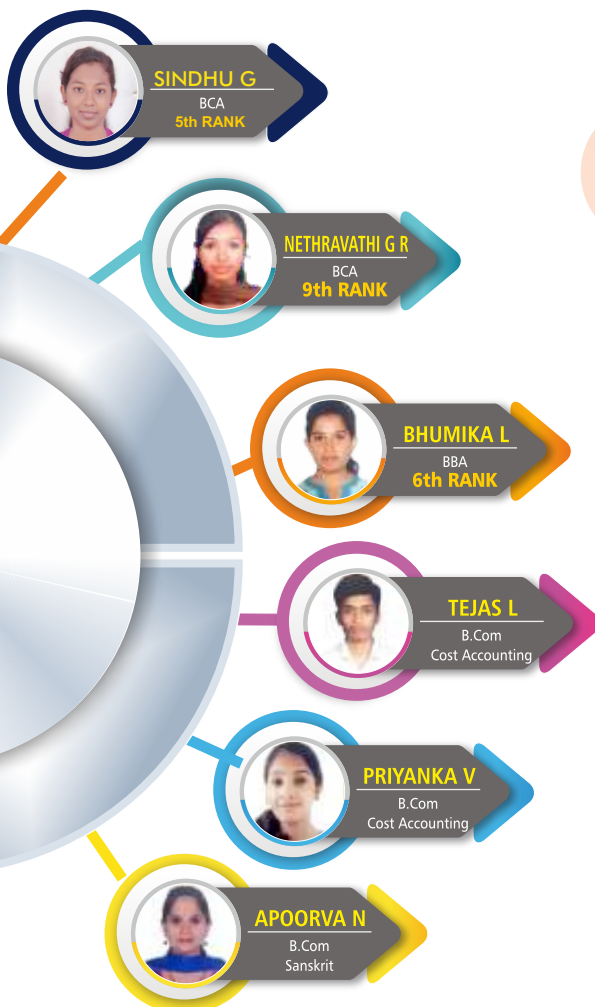 SINDHU G
BCA
5th RANK
NETHRAVATHI G R
BCA
9th RANK
BHUMIKA L
BBA
6th RANK
TEJAS L
B.Com
Cost Accounting
PRIYANKA V
B.Com
Cost Accounting
APOORVA N
B.Com
Sanskrit